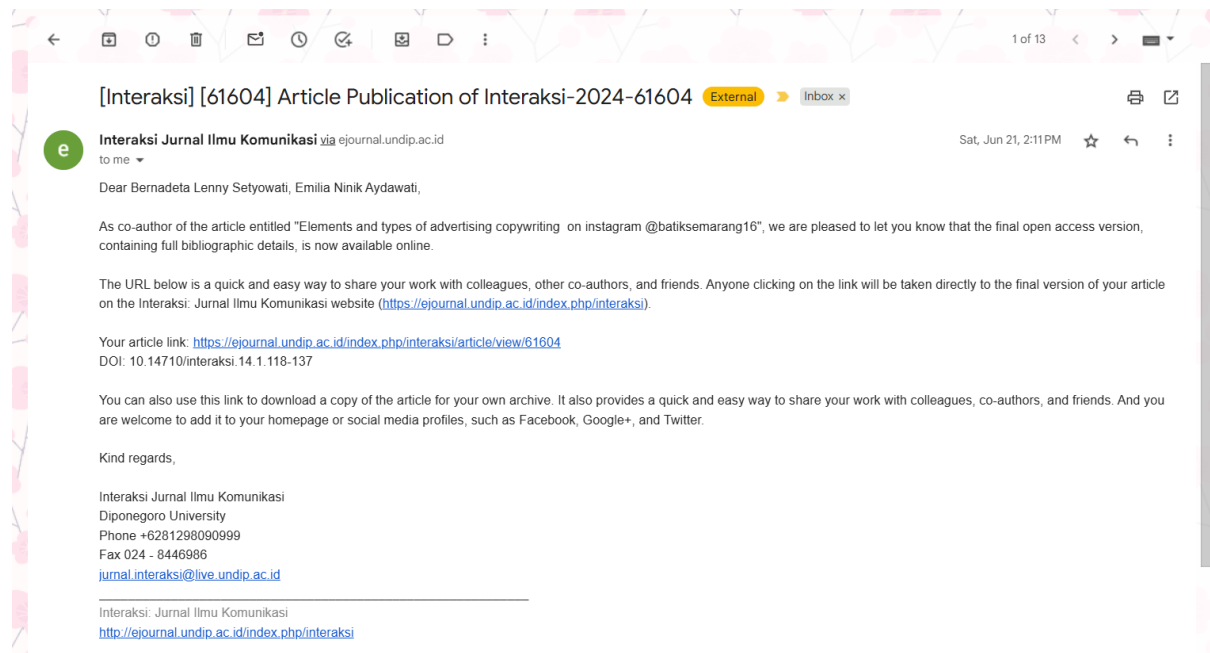 1 of 13
[Interaksi] [61604] Article Publication of Interaksi-2024-61604 External Inbox ×
e
Interaksi Jurnal Ilmu Komunikasi via ejournal.undip.ac.id
Sat, Jun 21, 2:11 PM
to me
Dear Bernadeta Lenny Setyowati, Emilia Ninik Aydawati,
As co-author of the article entitled "Elements and types of advertising copywriting  on instagram @batiksemarang16", we are pleased to let you know that the final open access version,
containing full bibliographic details, is now available online.
The URL below is a quick and easy way to share your work with colleagues, other co-authors, and friends. Anyone clicking on the link will be taken directly to the final version of your article
on the Interaksi: Jurnal Ilmu Komunikasi website (https://ejournal.undip.ac.id/index.php/interaksi).
Your article link: https://ejournal.undip.ac.id/index.php/interaksi/article/view/61604
DOI: 10.14710/interaksi.14.1.118-137
You can also use this link to download a copy of the article for your own archive. It also provides a quick and easy way to share your work with colleagues, co-authors, and friends. And you
are welcome to add it to your homepage or social media profiles, such as Facebook, Google+, and Twitter.
Kind regards,
Interaksi Jurnal Ilmu Komunikasi
Diponegoro University
Phone +6281298090999
Fax 024 - 8446986
jurnal.interaksi@live.undip.ac.id
Interaksi: Jurnal Ilmu Komunikasi
http://ejournal.undip.ac.id/index.php/interaksi